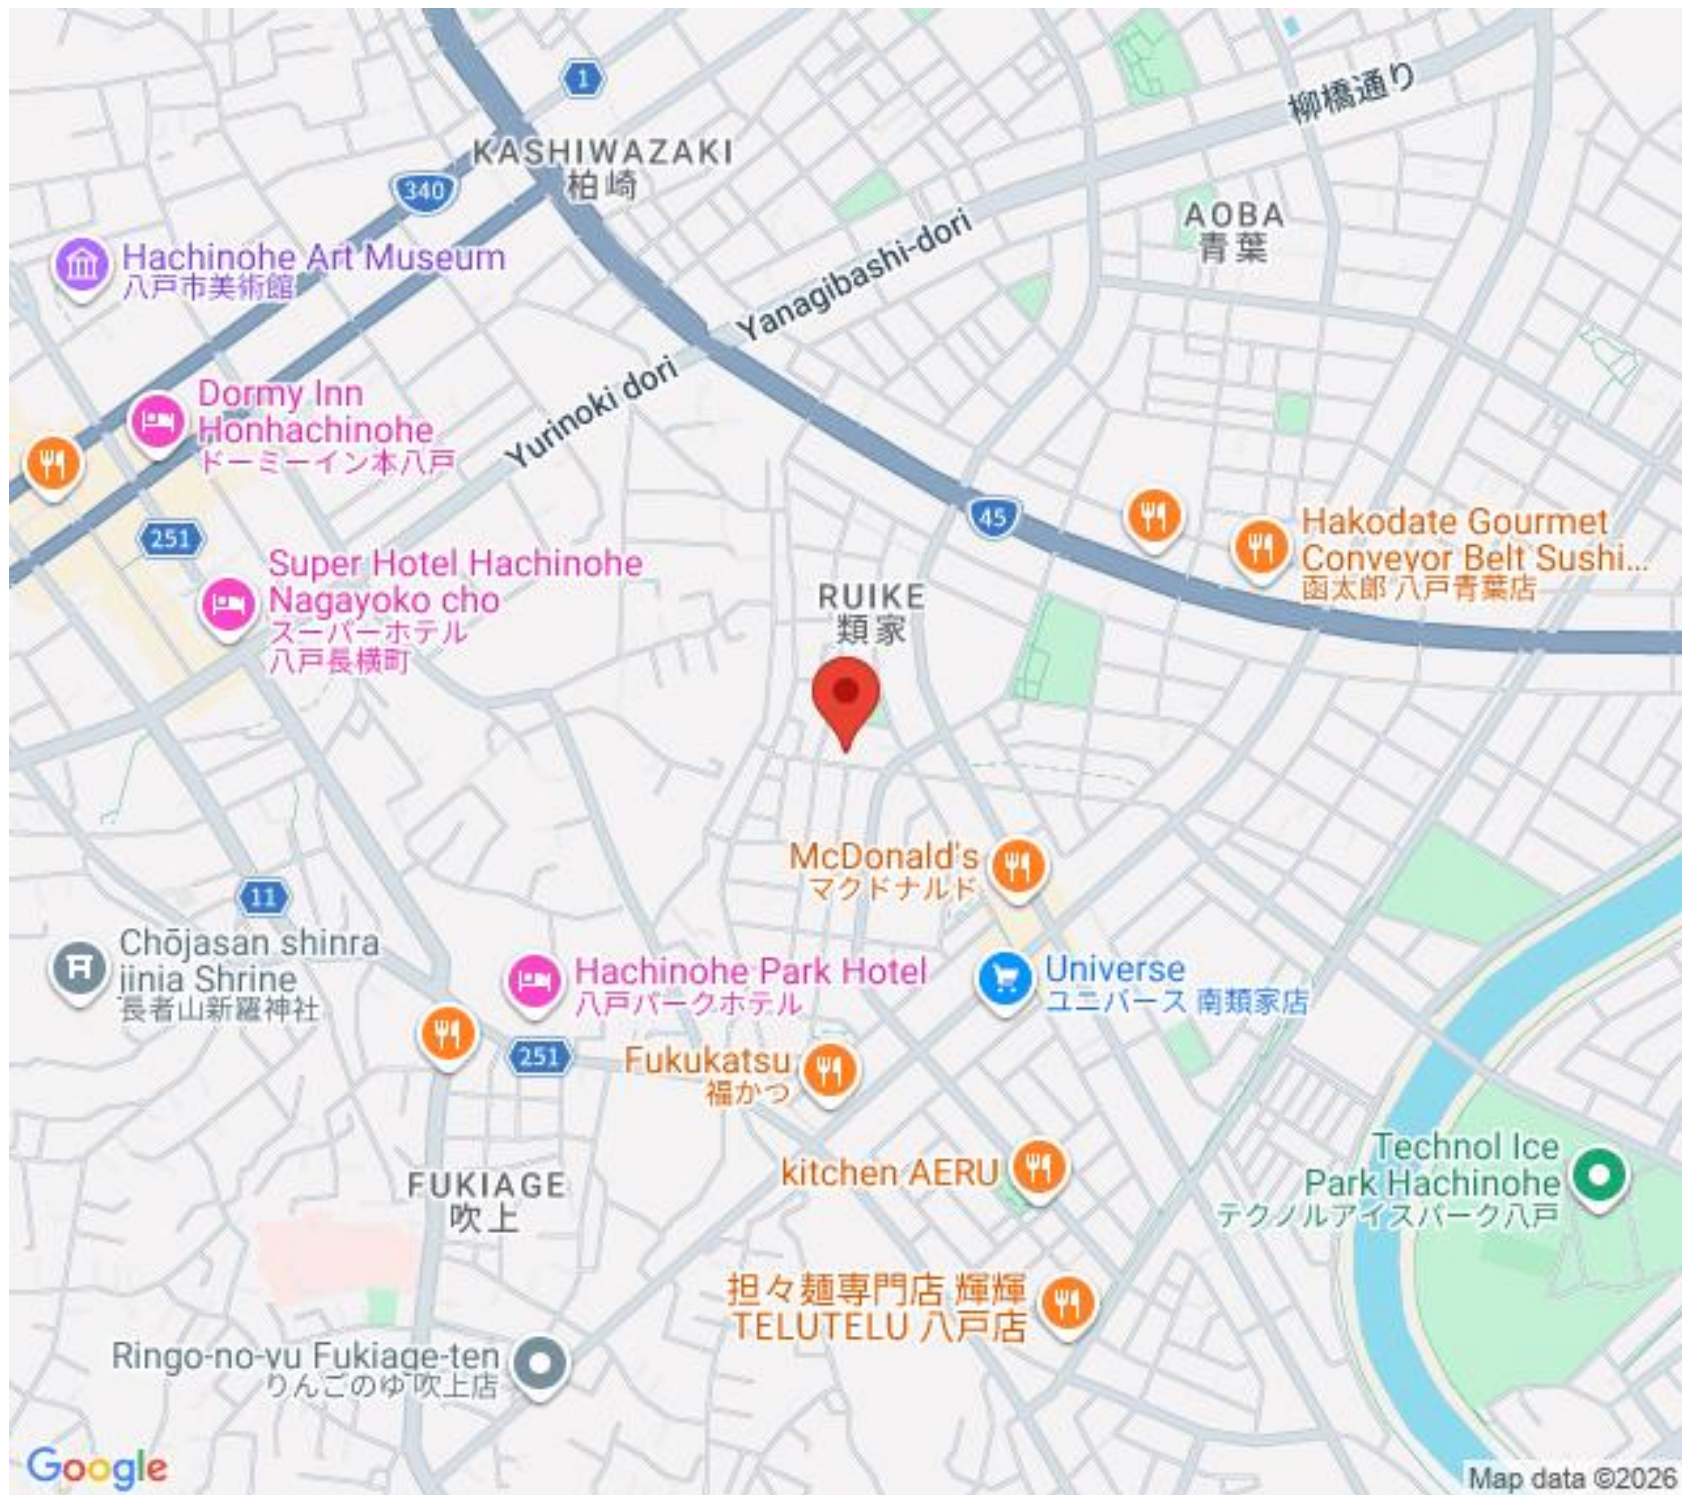 1
柳橋通り
KASHIWAZAKI
柏崎
340
AOBA
青葉
Hachinohe Art Museum
八戸市美術館
Yanagibashi-dori
Yurinoki dori
Dormy Inn
Honhachinohe
ドーミーイン本八戸
251
45
Hakodate Gourmet
Conveyor Belt Sushi...
函太郎 八戸青葉店
Super Hotel Hachinohe
Nagayoko cho
スーパーホテル
八戸長横町
RUIKE
類家
McDonald's
マクドナルド
11
Chōjasan shinra
jinja Shrine
長者山新羅神社
Hachinohe Park Hotel
八戸パークホテル
Universe
ユニバース 南類家店
251
Fukukatsu
福かつ
Technol Ice
Park Hachinohe
テクノルアイスパーク八戸
kitchen AERU
FUKIAGE
吹上
担々麺専門店 輝輝
TELUTELU 八戸店
Ringo-no-yu Fukiage-ten
りんごのゆ 吹上店
Google
Map data ©2026